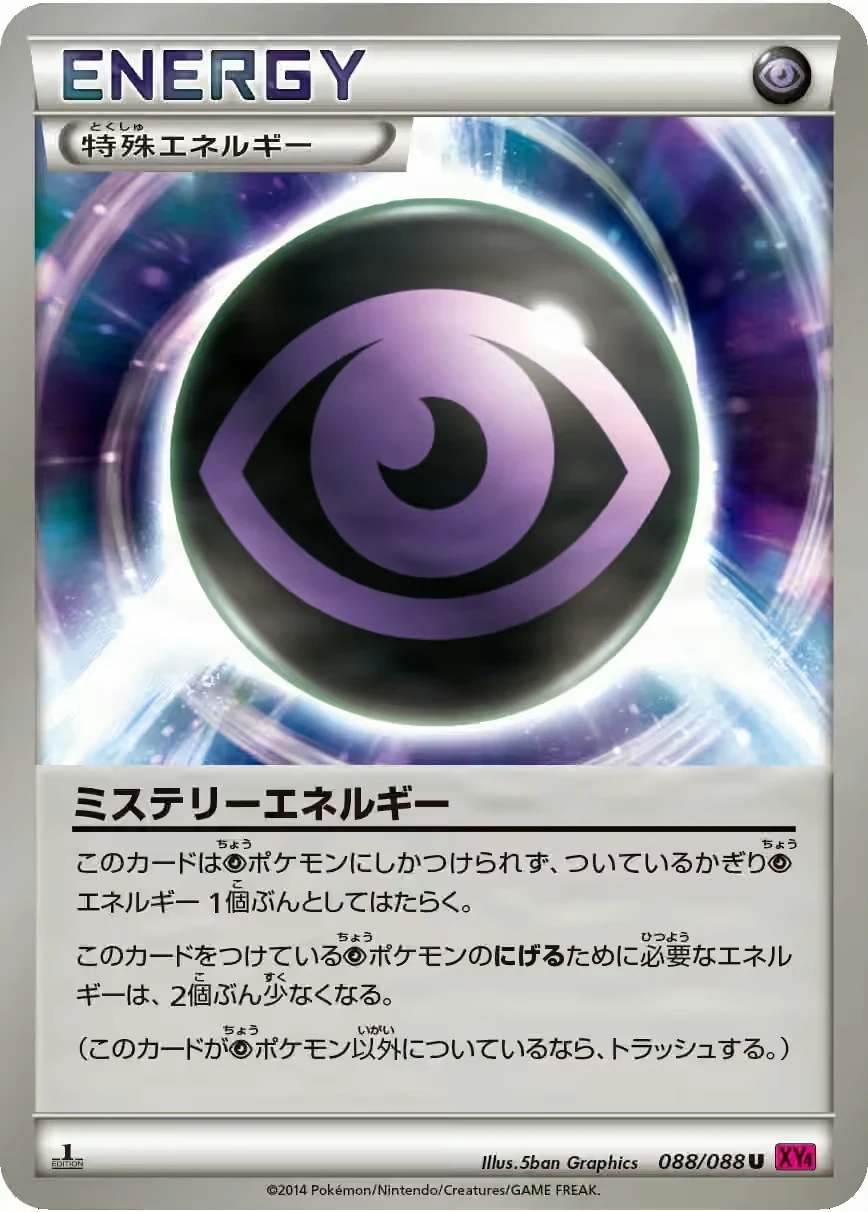 ENERGY
特殊エネルギー
ミステリーエネルギー
このカードは超ポケモンにしかつけられず、ついているかぎり超
エネルギー 1個ぶんとしてはたらく。
このカードをつけている超ポケモンのにげるために必要なエネル
ギーは、2個ぶん少なくなる。
(このカードが超ポケモン以外についているなら、トラッシュする。)
1 EDITION
Illus.5ban Graphics 088/088 U XY4
©2014 Pokémon/Nintendo/Creatures/GAME FREAK.